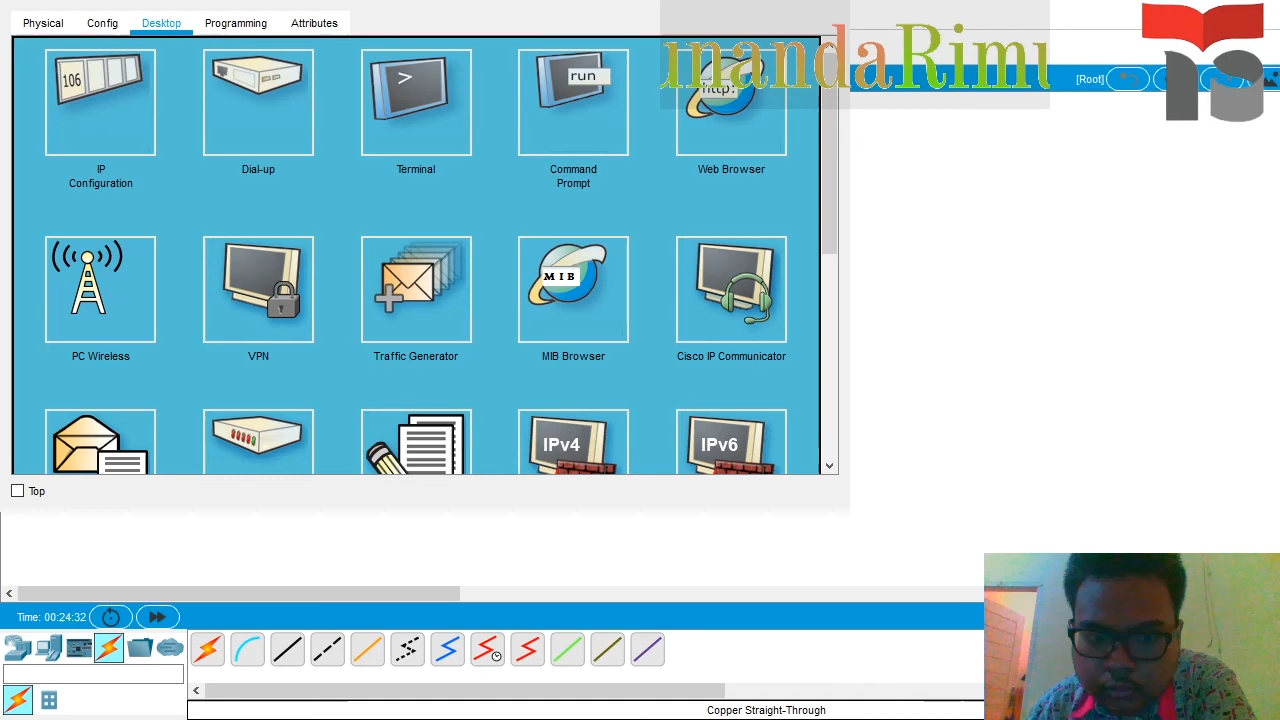 Physical Config Desktop Programming Attributes
unandaRimu
[Root]
106
>
run
http:
IP Configuration
Dial-up
Terminal
Command Prompt
Web Browser
MIB
PC Wireless
VPN
Traffic Generator
MIB Browser
Cisco IP Communicator
IPv4
IPv6
Top
Time: 00:24:32
Copper Straight-Through